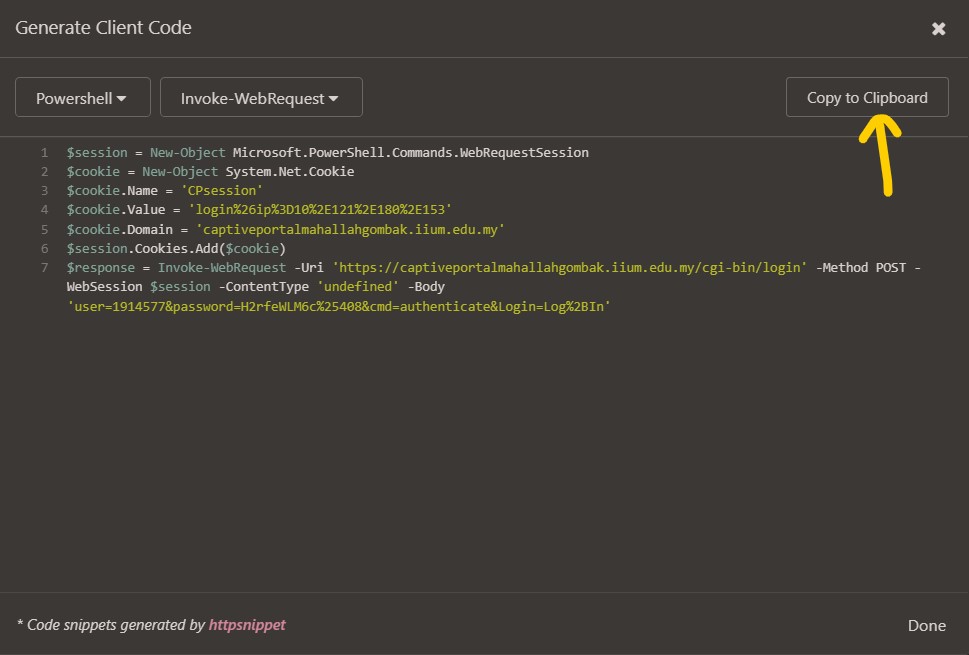 Generate Client Code
✖
Powershell
Invoke-WebRequest
Copy to Clipboard
1 $session = New-Object Microsoft.PowerShell.Commands.WebRequestSession
2 $cookie = New-Object System.Net.Cookie
3 $cookie.Name = 'CPsession'
4 $cookie.Value = 'login%26ip%3D10%2E121%2E180%2E153'
5 $cookie.Domain = 'captiveportalmahallahgombak.iium.edu.my'
6 $session.Cookies.Add($cookie)
7 $response = Invoke-WebRequest -Uri 'https://captiveportalmahallahgombak.iium.edu.my/cgi-bin/login' -Method POST -
WebSession $session -ContentType 'undefined' -Body
'user=1914577&password=H2rfeWLM6c%25408&cmd=authenticate&Login=Log%2BIn'
* Code snippets generated by httpsnippet
Done